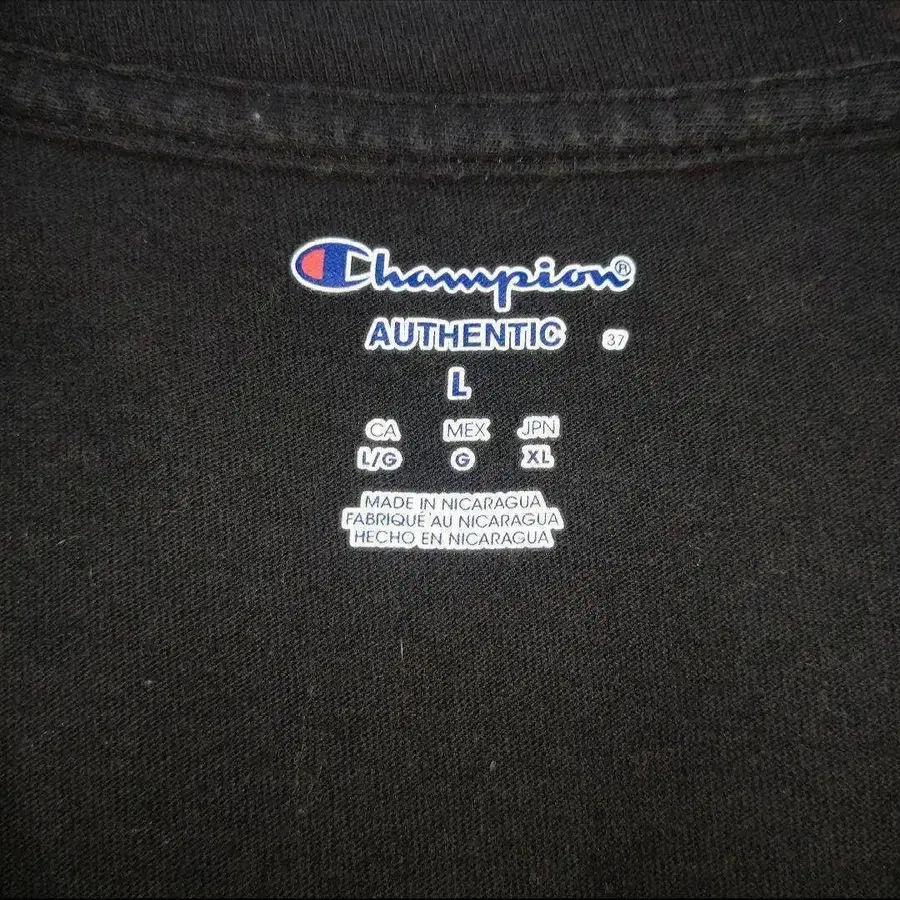 Champion®
AUTHENTIC 37
L
CA MEX JPN
L/G G XL
MADE IN NICARAGUA
FABRIQUÉ AU NICARAGUA
HECHO EN NICARAGUA